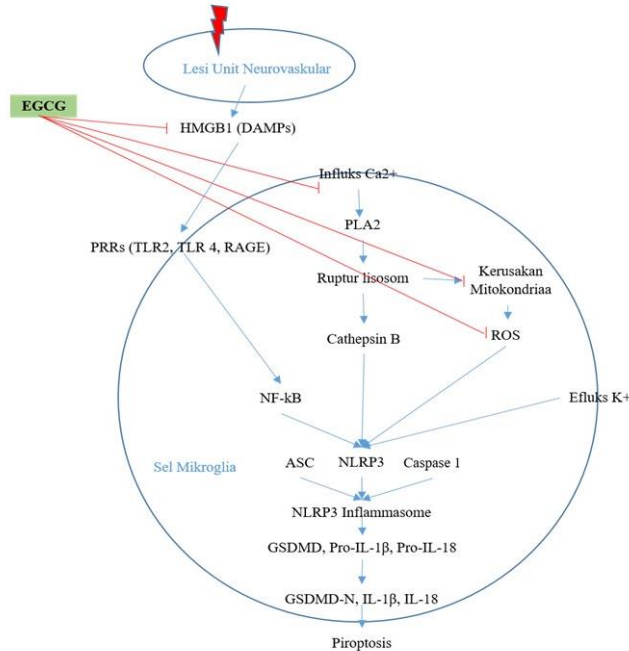 Lesi Unit Neurovaskular
EGCG
HMGB1 (DAMPs)
Influks Ca2+
PLA2
PRRs (TLR2, TLR 4, RAGE)
Ruptur lisosom
Kerusakan
Mitokondriaa
Cathepsin B
ROS
NF-kB
Efluks K+
Sel Mikroglia
ASC
NLRP3
Caspase 1
NLRP3 Inflammasome
GSDMD, Pro-IL-1β, Pro-IL-18
GSDMD-N, IL-1β, IL-18
Piroptosis